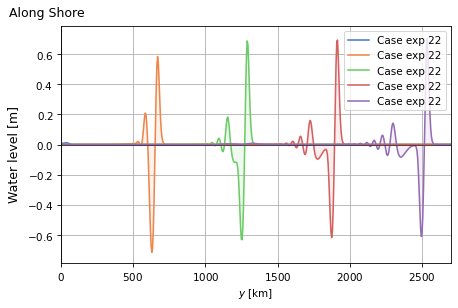 Along Shore
Water level [m]
0.6
0.4
0.2
0.0
−0.2
−0.4
−0.6
Case exp 22
Case exp 22
Case exp 22
Case exp 22
Case exp 22
0
500
1000
1500
2000
2500
y [km]